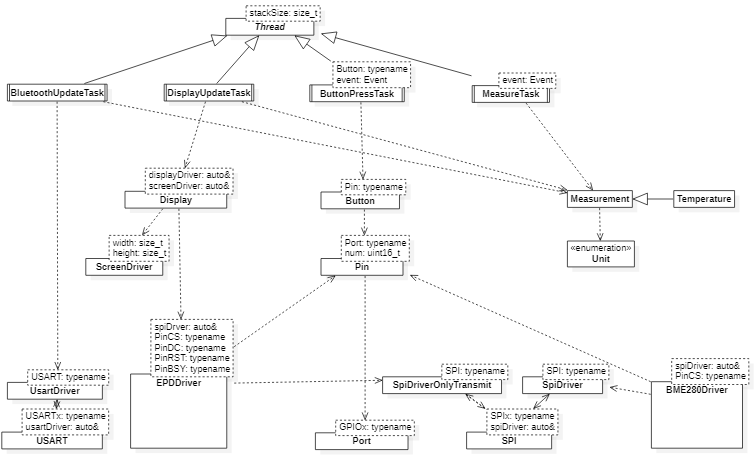 stackSize: size_t
Thread
BluetoothUpdateTask
DisplayUpdateTask
Button: typename
event: Event
ButtonPressTask
event: Event
MeasureTask
displayDriver: auto&
screenDriver: auto&
Display
Pin: typename
Button
Measurement
Temperature
width: size_t
height: size_t
ScreenDriver
Port: typename
num: uint16_t
Pin
«enumeration»
Unit
spiDrver: auto&
PinCS: typename
PinDC: typename
PinRST: typename
PinBSY: typename
EPDDriver
USART: typename
UsartDriver
USARTx: typename
usartDriver: auto&
USART
SPI: typename
SpiDriverOnlyTransmit
SPI: typename
SpiDriver
spiDriver: auto&
PinCS: typename
BME280Driver
GPIOx: typename
Port
SPIx: typename
spiDriver: auto&
SPI